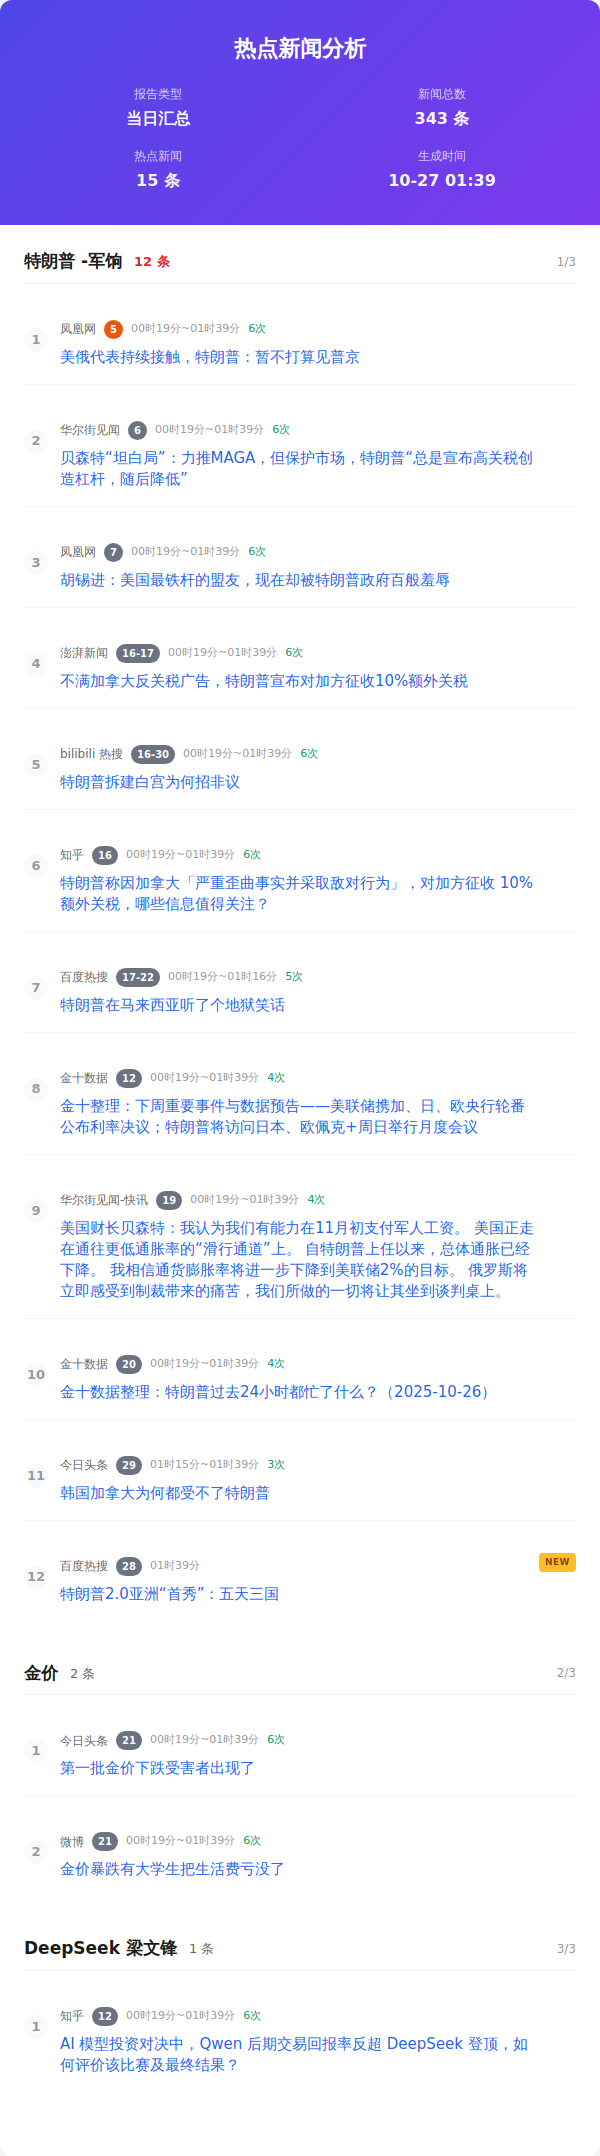 热点新闻分析
报告类型
新闻总数
当日汇总
343 条
热点新闻
生成时间
15 条
10-27 01:39
特朗普 -军饷 12 条 1/3
1
凤凰网 5 00时19分~01时39分 6次
美俄代表持续接触，特朗普：暂不打算见普京
2
华尔街见闻 6 00时19分~01时39分 6次
贝森特“坦白局”：力推MAGA，但保护市场，特朗普“总是宣布高关税创
造杠杆，随后降低”
3
凤凰网 7 00时19分~01时39分 6次
胡锡进：美国最铁杆的盟友，现在却被特朗普政府百般羞辱
4
澎湃新闻 16-17 00时19分~01时39分 6次
不满加拿大反关税广告，特朗普宣布对加方征收10%额外关税
5
bilibili 热搜 16-30 00时19分~01时39分 6次
特朗普拆建白宫为何招非议
6
知乎 16 00时19分~01时39分 6次
特朗普称因加拿大「严重歪曲事实并采取敌对行为」，对加方征收 10%
额外关税，哪些信息值得关注？
7
百度热搜 17-22 00时19分~01时16分 5次
特朗普在马来西亚听了个地狱笑话
8
金十数据 12 00时19分~01时39分 4次
金十整理：下周重要事件与数据预告——美联储携加、日、欧央行轮番
公布利率决议；特朗普将访问日本、欧佩克+周日举行月度会议
9
华尔街见闻-快讯 19 00时19分~01时39分 4次
美国财长贝森特：我认为我们有能力在11月初支付军人工资。 美国正走
在通往更低通胀率的“滑行通道”上。 自特朗普上任以来，总体通胀已经
下降。 我相信通货膨胀率将进一步下降到美联储2%的目标。 俄罗斯将
立即感受到制裁带来的痛苦，我们所做的一切将让其坐到谈判桌上。
10
金十数据 20 00时19分~01时39分 4次
金十数据整理：特朗普过去24小时都忙了什么？（2025-10-26）
11
今日头条 29 01时15分~01时39分 3次
韩国加拿大为何都受不了特朗普
12
百度热搜 28 01时39分 NEW
特朗普2.0亚洲“首秀”：五天三国
金价 2 条 2/3
1
今日头条 21 00时19分~01时39分 6次
第一批金价下跌受害者出现了
2
微博 21 00时19分~01时39分 6次
金价暴跌有大学生把生活费亏没了
DeepSeek 梁文锋 1 条 3/3
1
知乎 12 00时19分~01时39分 6次
AI 模型投资对决中，Qwen 后期交易回报率反超 DeepSeek 登顶，如
何评价该比赛及最终结果？